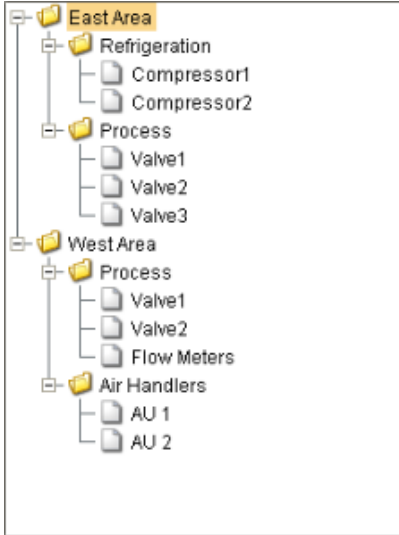 East Area
Refrigeration
Compressor1
Compressor2
Process
Valve1
Valve2
Valve3
West Area
Process
Valve1
Valve2
Flow Meters
Air Handlers
AU 1
AU 2